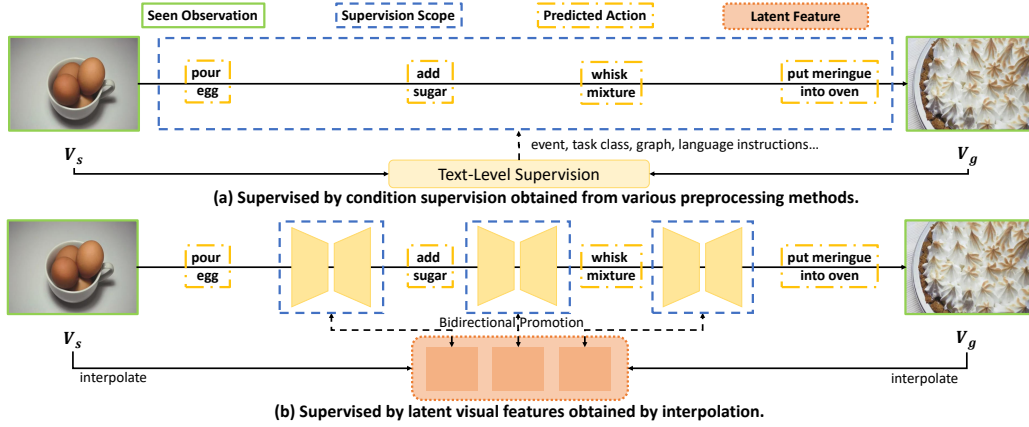 Seen Observation
Supervision Scope
Predicted Action
Latent Feature
pour
egg
add
sugar
whisk
mixture
put meringue
into oven
event, task class, graph, language instructions...
V_s
V_g
Text-Level Supervision
(a) Supervised by condition supervision obtained from various preprocessing methods.
pour
egg
add
sugar
whisk
mixture
put meringue
into oven
Bidirectional Promotion
V_s
V_g
interpolate
interpolate
(b) Supervised by latent visual features obtained by interpolation.